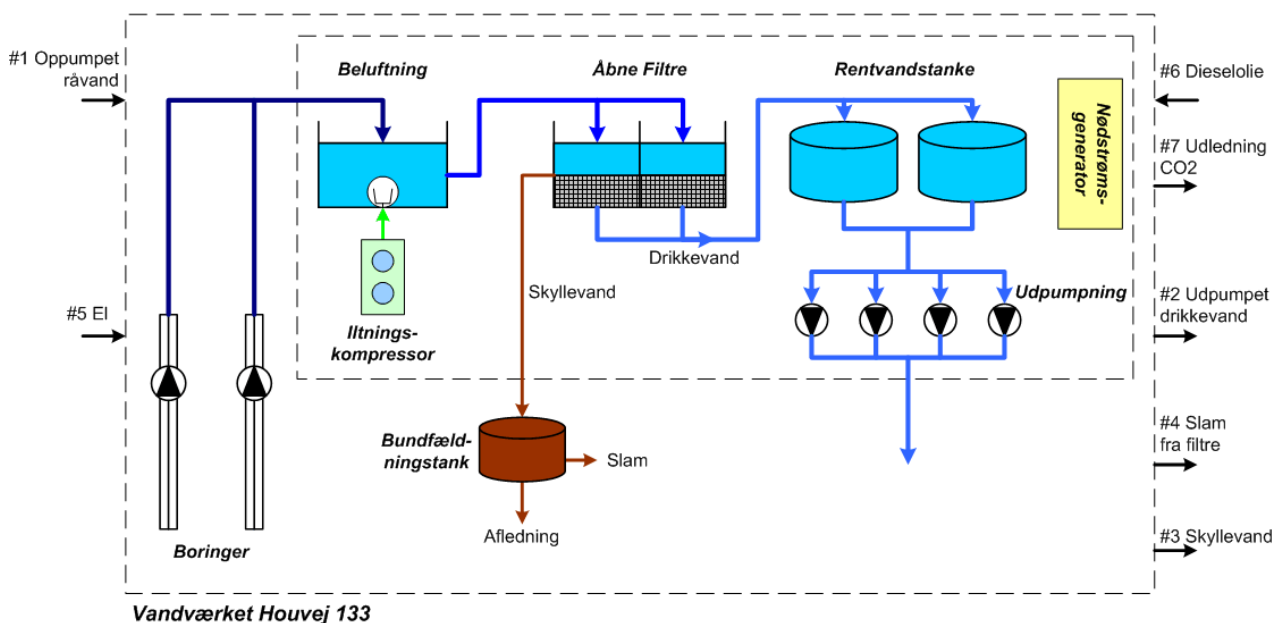 #1 Oppumpet
råvand
Beluftning
Åbne Filtre
Rentvandstanke
#6 Dieselolie
Nødstrøms-
generator
#7 Udledning
CO2
Drikkevand
Skyllevand
Udpumpning
#2 Udpumpet
drikkevand
#5 El
Iltnings-
kompressor
Bundfæld-
ningstank
Slam
#4 Slam
fra filtre
Afledning
#3 Skyllevand
Boringer
Vandværket Houvej 133